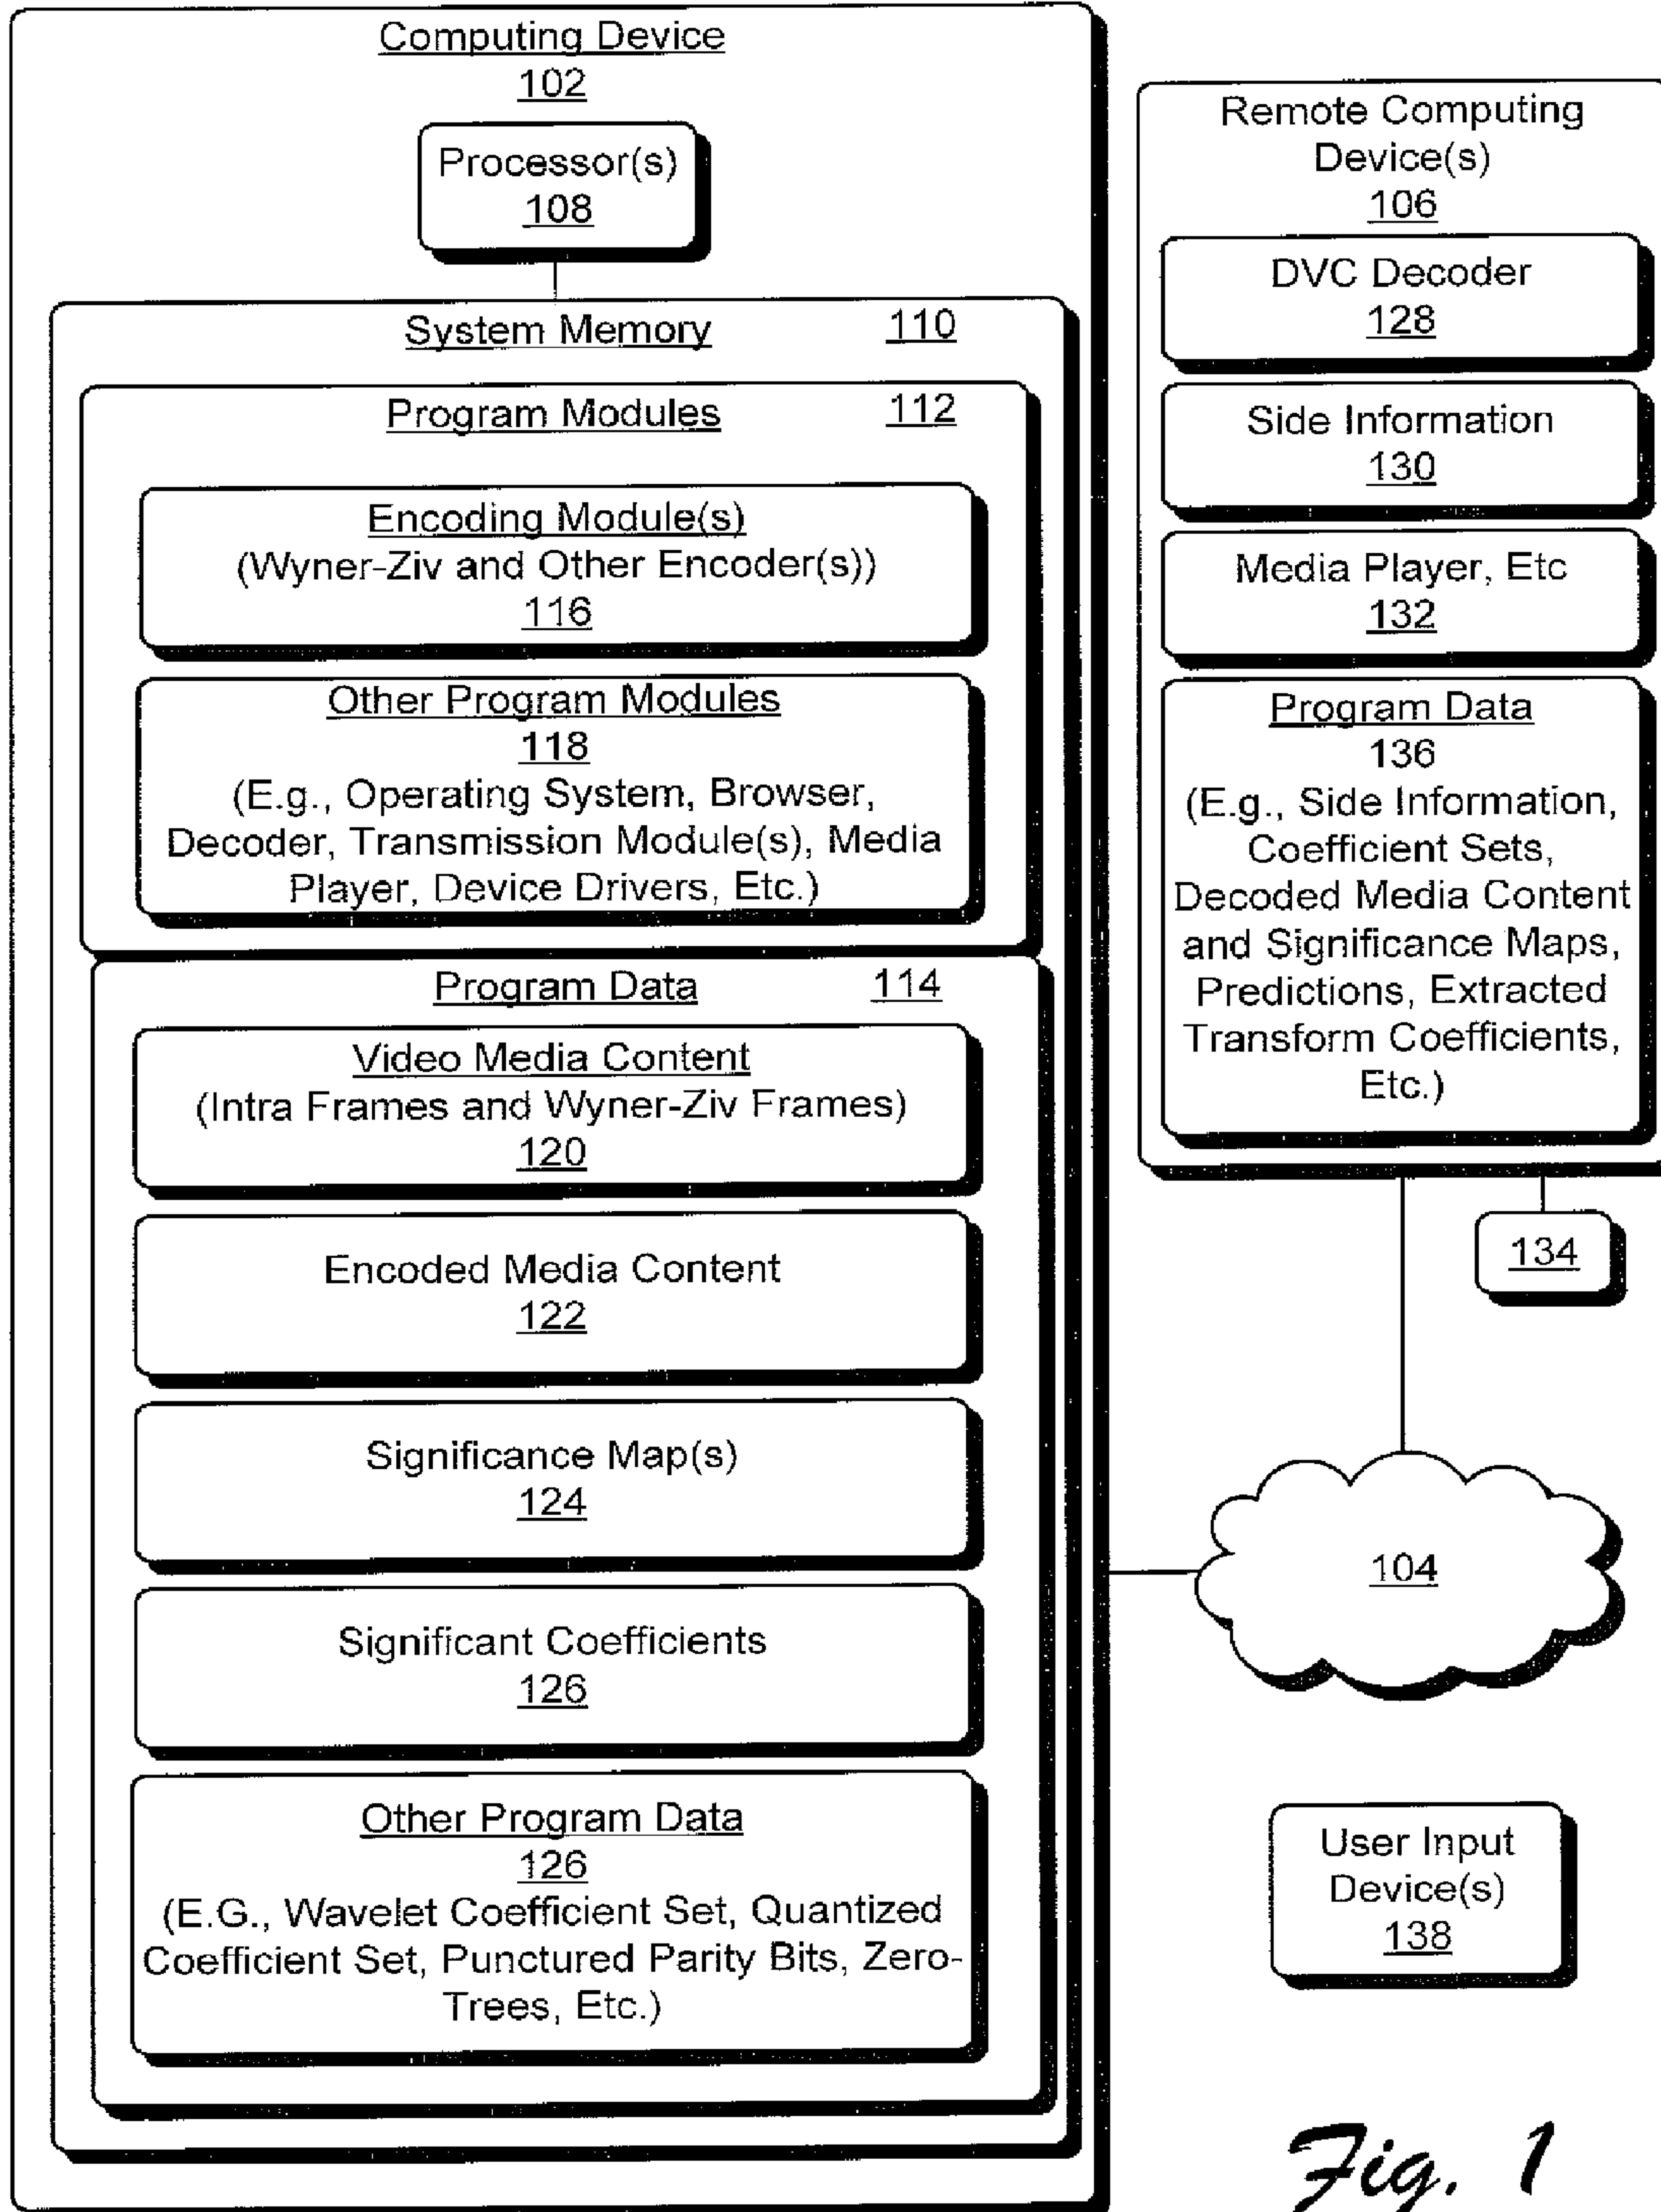 Computing Device
102
Processor(s)
108
System Memory 110
Program Modules 112
Encoding Module(s)
(Wyner-Ziv and Other Encoder(s))
116
Other Program Modules
118
(E.g., Operating System, Browser,
Decoder, Transmission Module(s), Media
Player, Device Drivers, Etc.)
Program Data 114
Video Media Content
(Intra Frames and Wyner-Ziv Frames)
120
Encoded Media Content
122
Significance Map(s)
124
Significant Coefficients
126
Other Program Data
126
(E.G., Wavelet Coefficient Set, Quantized
Coefficient Set, Punctured Parity Bits, Zero-
Trees, Etc.)
Remote Computing
Device(s)
106
DVC Decoder
128
Side Information
130
Media Player, Etc
132
Program Data
136
(E.g., Side Information,
Coefficient Sets,
Decoded Media Content
and Significance Maps,
Predictions, Extracted
Transform Coefficients,
Etc.)
134
104
User Input
Device(s)
138
Fig. 1